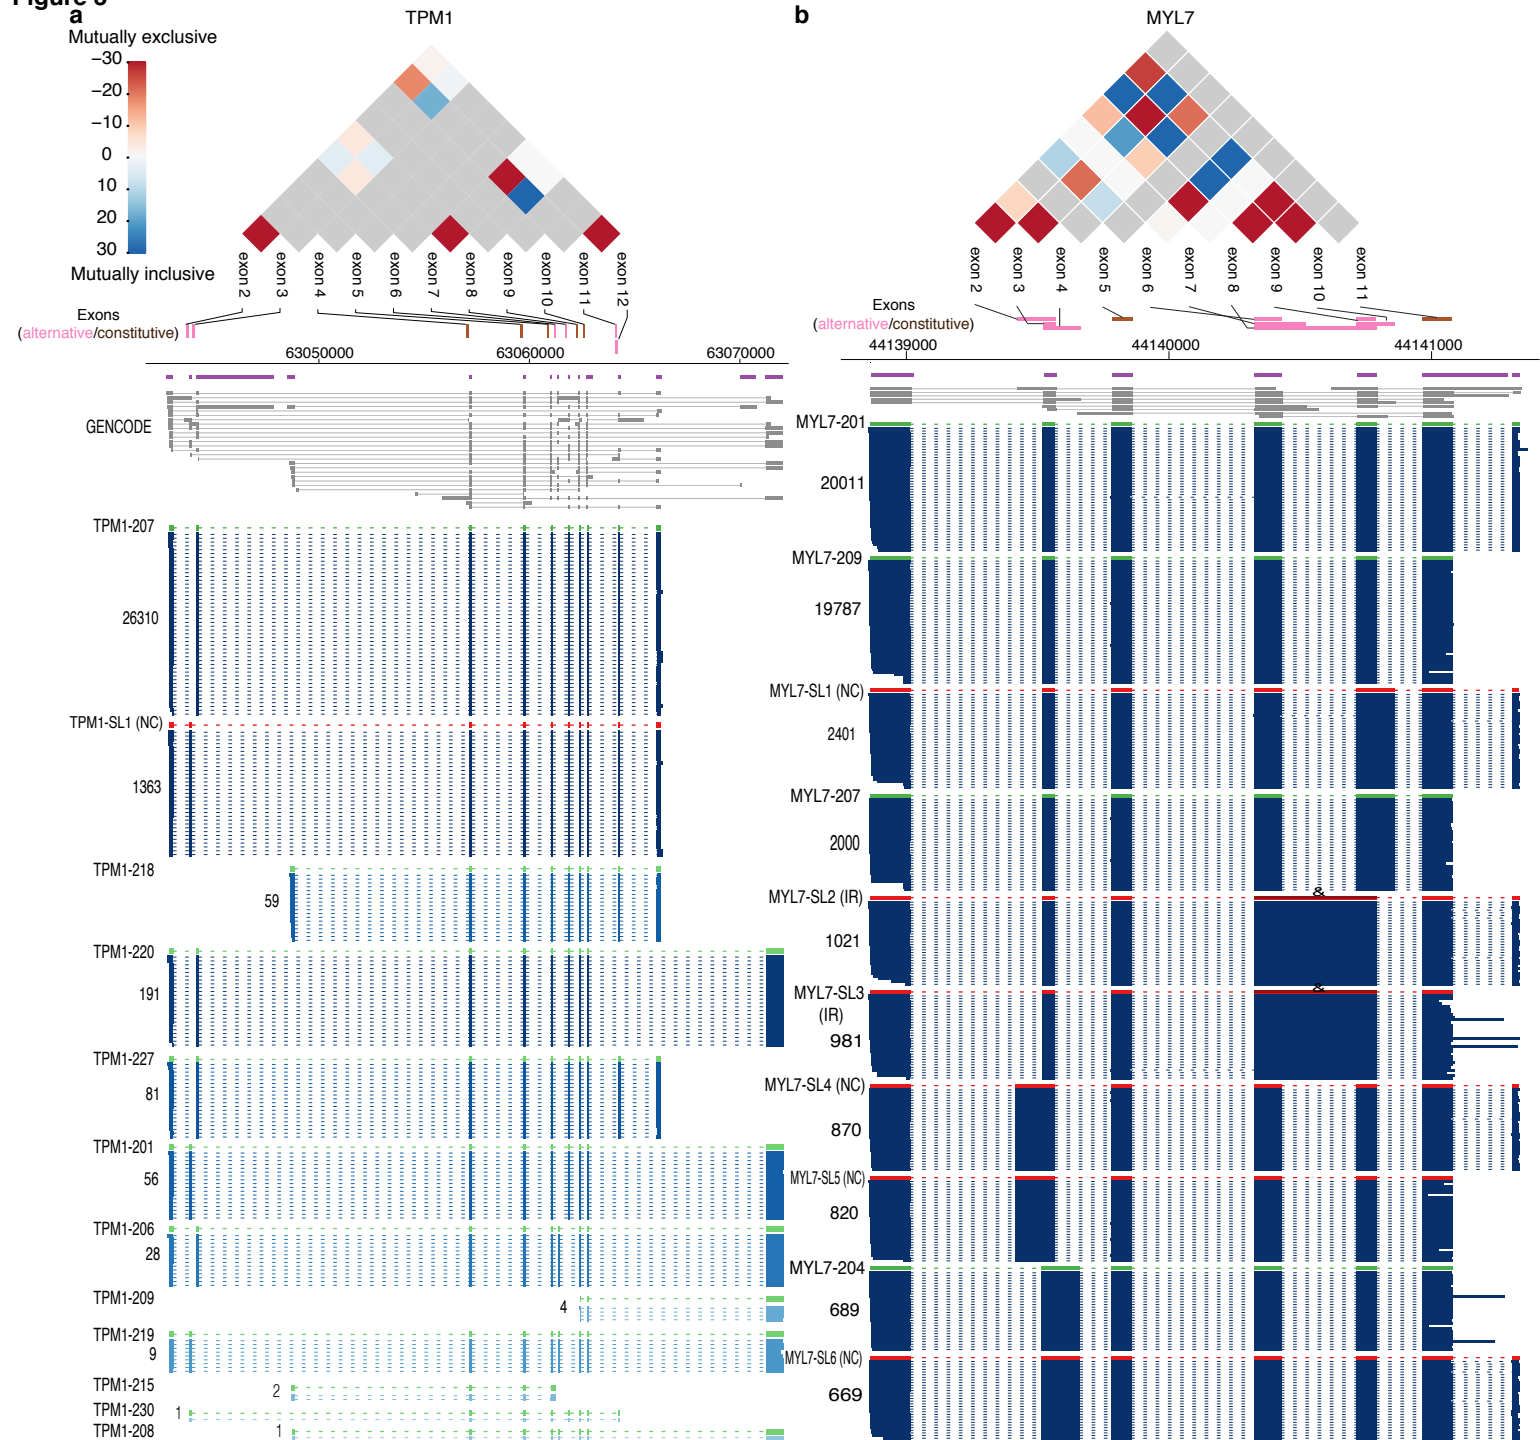 Figure
a
TPM1
Mutually exclusive
−30
−20
−10
0
10
20
30
Mutually inclusive
exon 2
exon 3
exon 4
exon 5
exon 6
exon 7
exon 8
exon 9
exon 10
exon 11
exon 12
Exons
(alternative/constitutive)
63050000
63060000
63070000
GENCODE
TPM1-207
26310
TPM1-SL1 (NC)
1363
TPM1-218
59
TPM1-220
191
TPM1-227
81
TPM1-201
56
TPM1-206
28
TPM1-209
4
TPM1-219
9
TPM1-215
2
TPM1-230
1
TPM1-208
1
b
MYL7
exon 2
exon 3
exon 4
exon 5
exon 6
exon 7
exon 8
exon 9
exon 10
exon 11
Exons
(alternative/constitutive)
44139000
44140000
44141000
MYL7-201
20011
MYL7-209
19787
MYL7-SL1 (NC)
2401
MYL7-207
2000
&
MYL7-SL2 (IR)
1021
&
MYL7-SL3
(IR)
981
MYL7-SL4 (NC)
870
MYL7-SL5 (NC)
820
MYL7-204
689
MYL7-SL6 (NC)
669